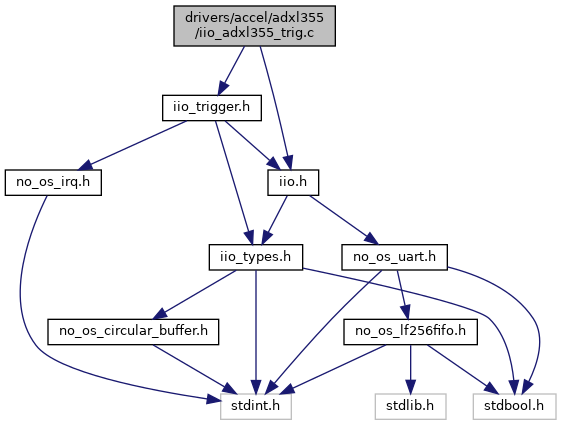 drivers/accel/adxl355
/iio_adxl355_trig.c
iio_trigger.h
no_os_irq.h
iio.h
iio_types.h
no_os_uart.h
no_os_circular_buffer.h
no_os_lf256fifo.h
stdint.h
stdlib.h
stdbool.h